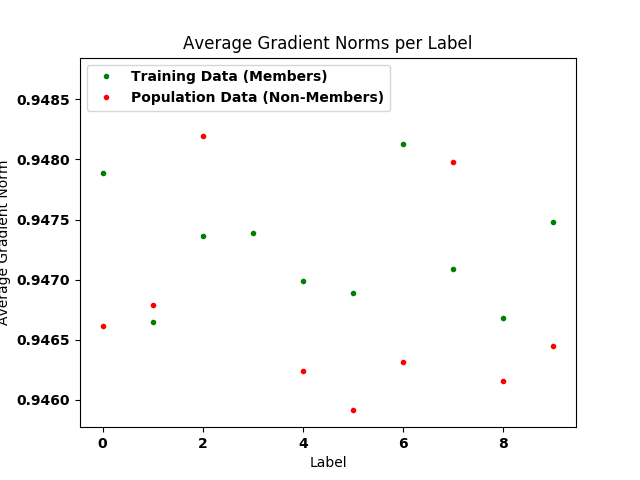 Average Gradient Norms per Label
Training Data (Members)
Population Data (Non-Members)
Average Gradient Norm
0.9485
0.9480
0.9475
0.9470
0.9465
0.9460
0 2 4 6 8
Label